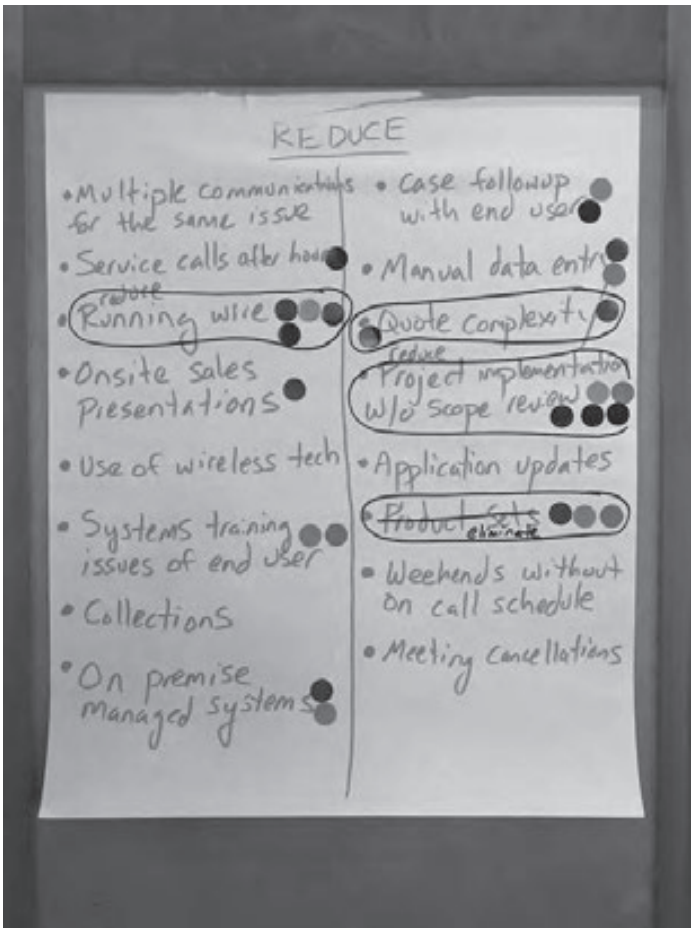 REDUCE
• Multiple communications
for the same issue
• Service calls after hours
reduce
• Running wire
• Onsite sales
Presentations
• Use of wireless tech
• Systems training
issues of end user
• Collections
• On premise
managed systems
• Case followup
with end user
• Manual data entry
• Quote Complexity
reduce
• Project implementation
w/o Scope review
• Application updates
• Product sets
eliminate
• Weekends without
on call schedule
• Meeting Cancellations